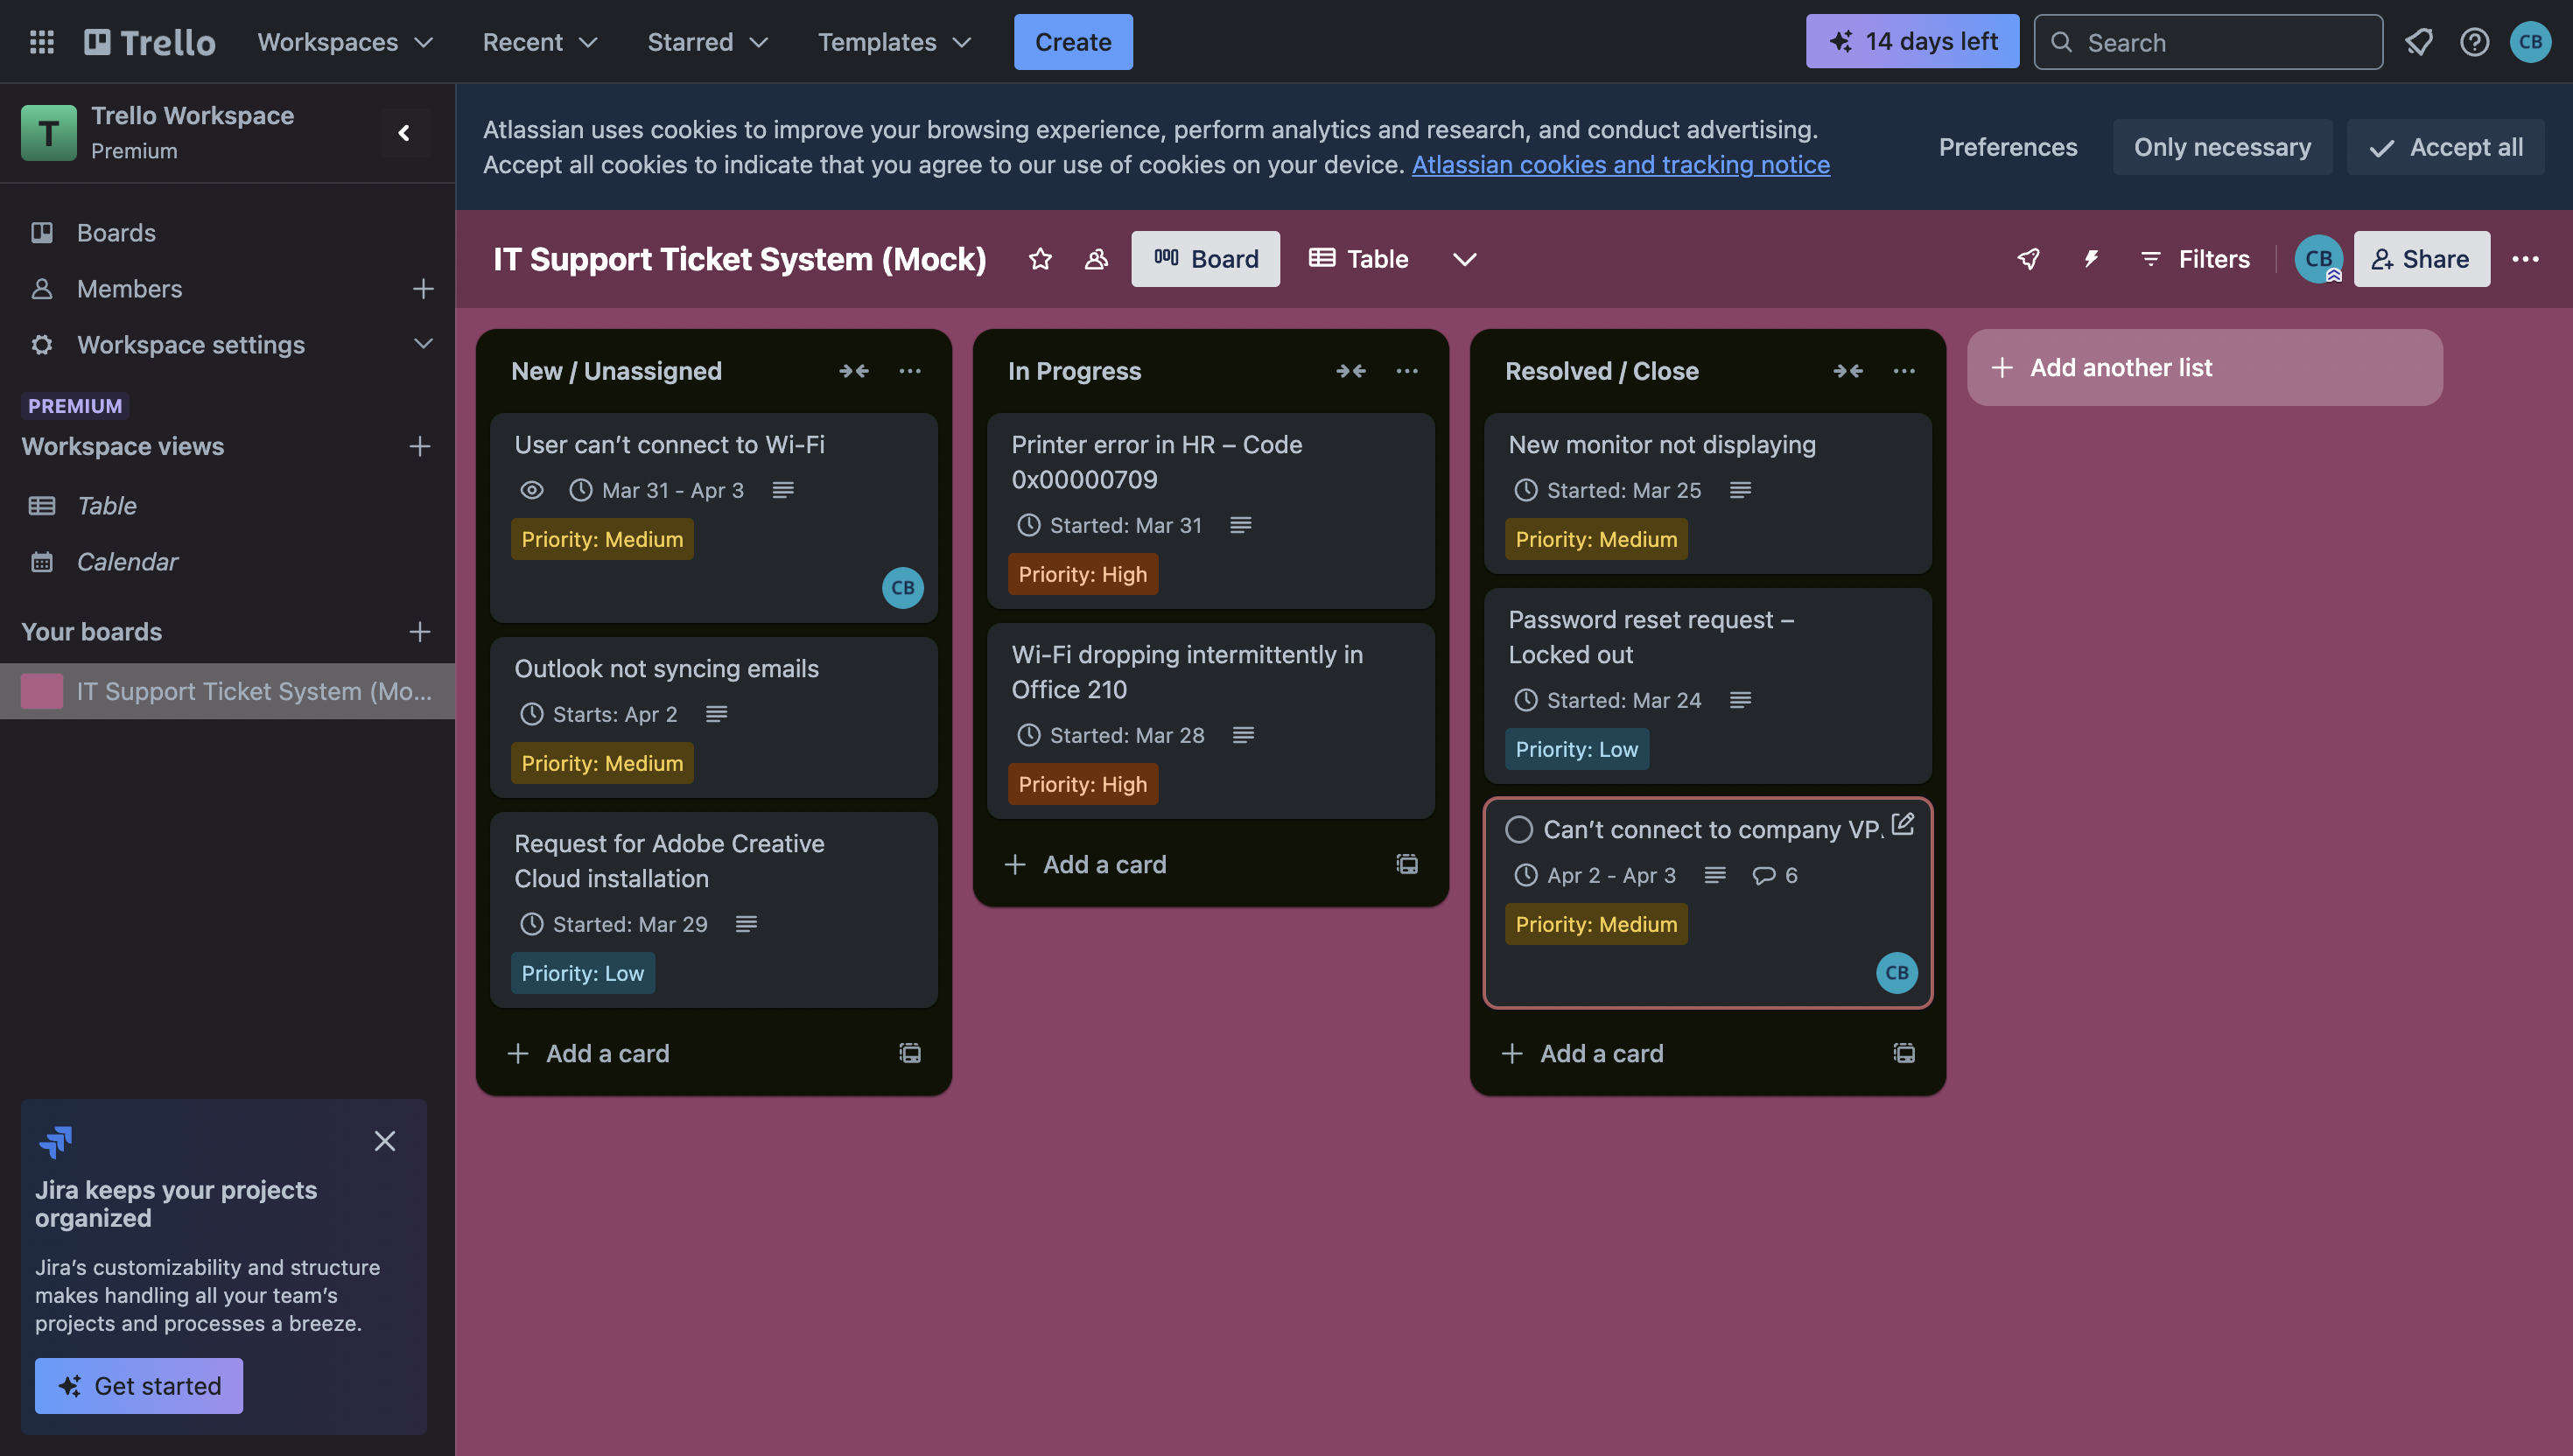 Trello
Workspaces
Recent
Starred
Templates
Create
14 days left
Search
CB
T
Trello Workspace
Premium
Boards
Members
Workspace settings
PREMIUM
Workspace views
Table
Calendar
Your boards
IT Support Ticket System (Mo...
Jira keeps your projects
organized
Jira's customizability and structure
makes handling all your team's
projects and processes a breeze.
Get started
Atlassian uses cookies to improve your browsing experience, perform analytics and research, and conduct advertising.
Accept all cookies to indicate that you agree to our use of cookies on your device. Atlassian cookies and tracking notice
Preferences
Only necessary
Accept all
IT Support Ticket System (Mock)
Board
Table
Filters
CB
Share
New / Unassigned
User can't connect to Wi-Fi
Mar 31 - Apr 3
Priority: Medium
CB
Outlook not syncing emails
Starts: Apr 2
Priority: Medium
Request for Adobe Creative
Cloud installation
Started: Mar 29
Priority: Low
Add a card
In Progress
Printer error in HR – Code
0x00000709
Started: Mar 31
Priority: High
Wi-Fi dropping intermittently in
Office 210
Started: Mar 28
Priority: High
Add a card
Resolved / Close
New monitor not displaying
Started: Mar 25
Priority: Medium
Password reset request –
Locked out
Started: Mar 24
Priority: Low
Can't connect to company VP.
Apr 2 - Apr 3
6
Priority: Medium
CB
Add a card
Add another list